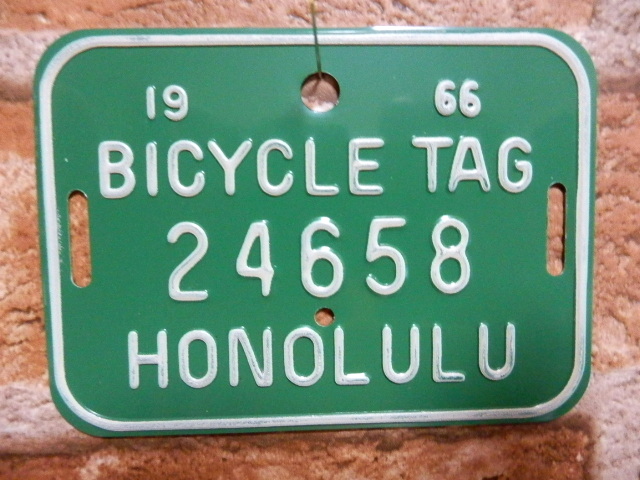 19 66
BICYCLE TAG
24658
HONOLULU